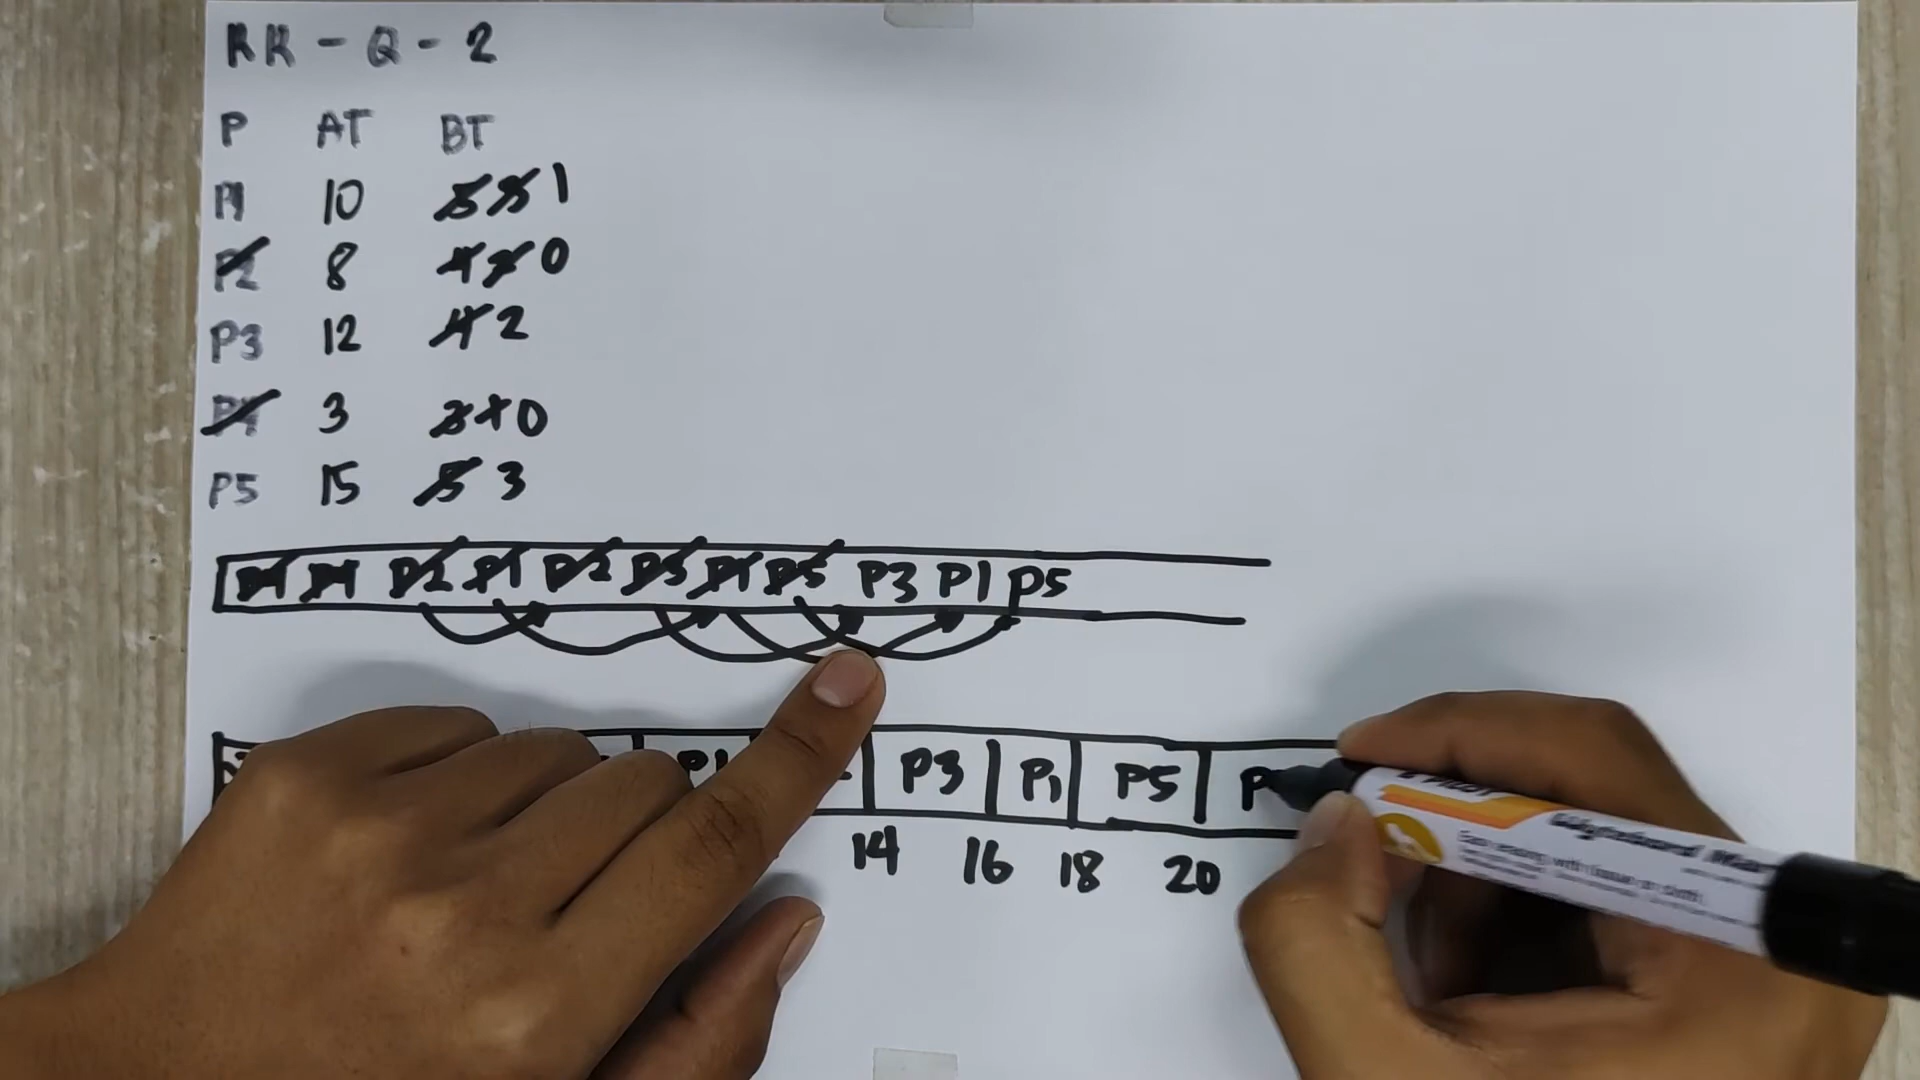 RR - Q - 2
P AT BT
P1 10 5 3 1
P2 8 4 2 0
P3 12 4 2
P4 3 3 1 0
P5 15 5 3
P4 P4 P2 P1 P2 P3 P1 P5 P3 P1 P5
P1 P3 P1 P5 P
14 16 18 20